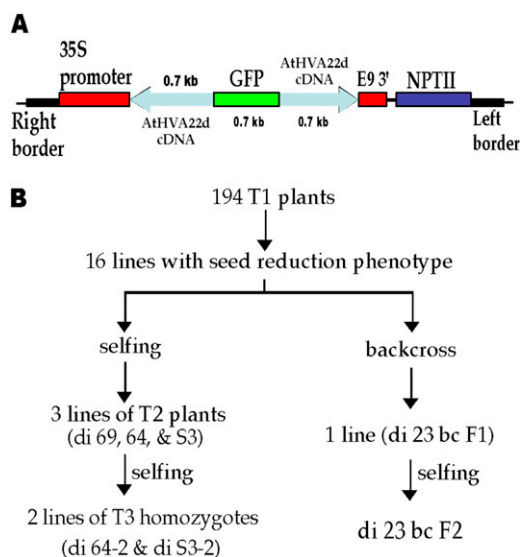 A
35S
promoter
0.7 kb
GFP
AtHVA22d
cDNA
E9 3'
NPTII
Right
border
AtHVA22d
cDNA
0.7 kb
0.7 kb
Left
border
B
194 T1 plants
16 lines with seed reduction phenotype
selfing
backcross
3 lines of T2 plants
(di 69, 64, & S3)
1 line (di 23 bc F1)
selfing
selfing
2 lines of T3 homozygotes
(di 64-2 & di S3-2)
di 23 bc F2